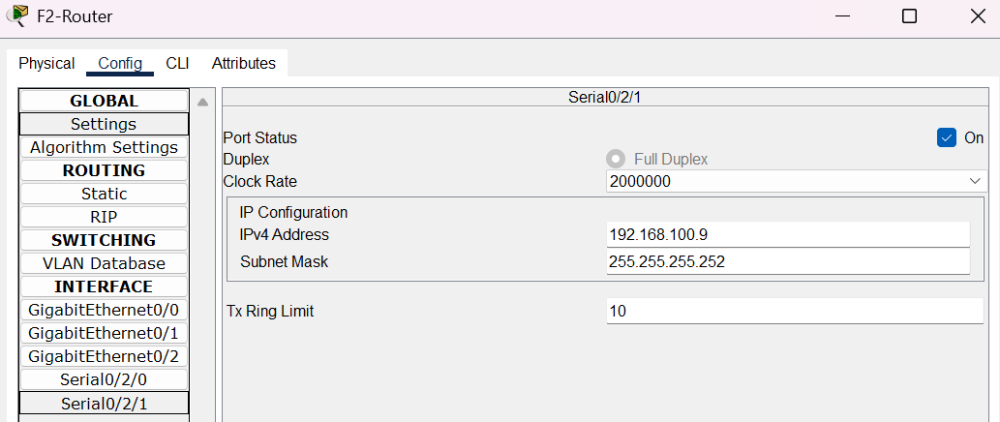 F2-Router
Physical Config CLI Attributes
GLOBAL
Settings
Algorithm Settings
ROUTING
Static
RIP
SWITCHING
VLAN Database
INTERFACE
GigabitEthernet0/0
GigabitEthernet0/1
GigabitEthernet0/2
Serial0/2/0
Serial0/2/1
Serial0/2/1
Port Status On
Duplex Full Duplex
Clock Rate 2000000
IP Configuration
IPv4 Address 192.168.100.9
Subnet Mask 255.255.255.252
Tx Ring Limit 10